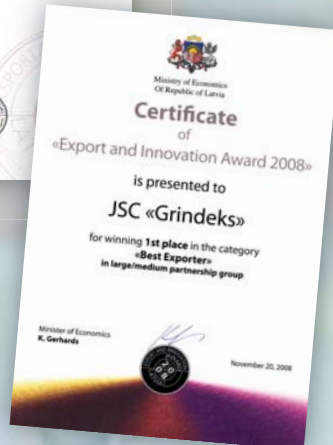 Ministry of Economics
Of Republic of Latvia
Certificate
of
«Export and Innovation Award 2008»
is presented to
JSC «Grindeks»
for winning 1st place in the category
«Best Exporter»
in large/medium partnership group
Minister of Economics
K. Gerhards
November 20, 2008